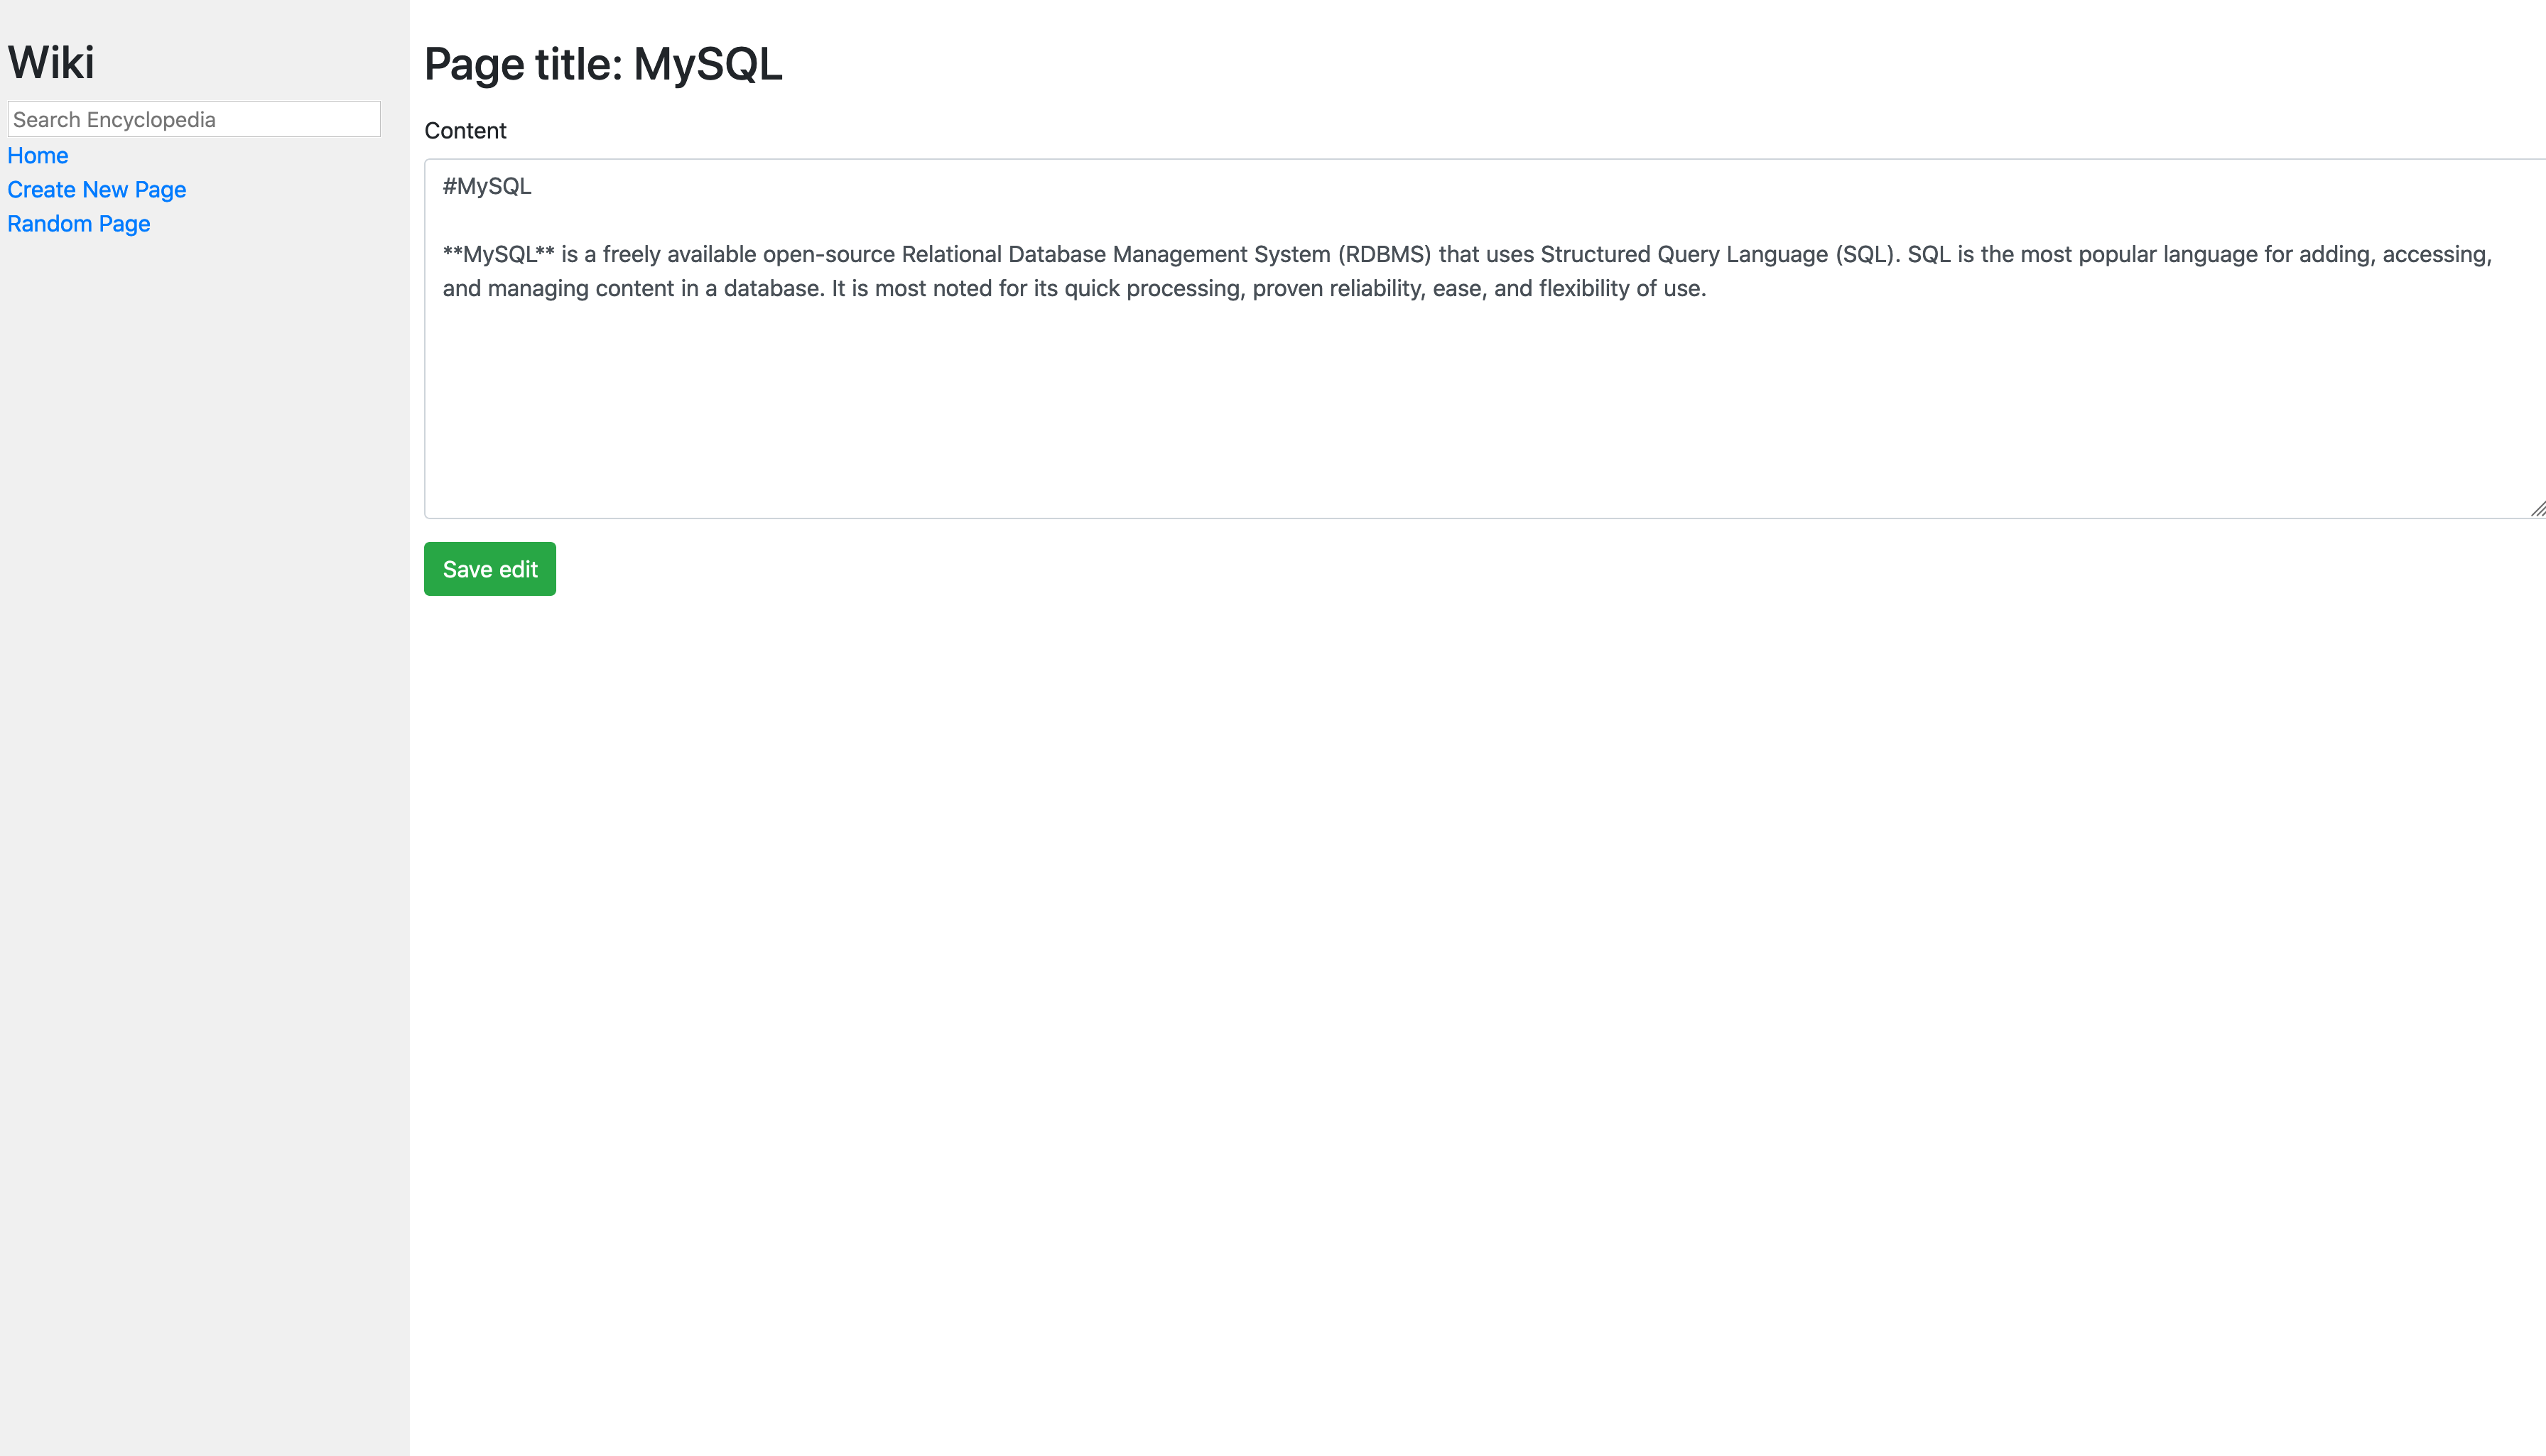 Wiki
Search Encyclopedia
Home
Create New Page
Random Page
Page title: MySQL
Content
#MySQL
**MySQL** is a freely available open-source Relational Database Management System (RDBMS) that uses Structured Query Language (SQL). SQL is the most popular language for adding, accessing,
and managing content in a database. It is most noted for its quick processing, proven reliability, ease, and flexibility of use.
Save edit